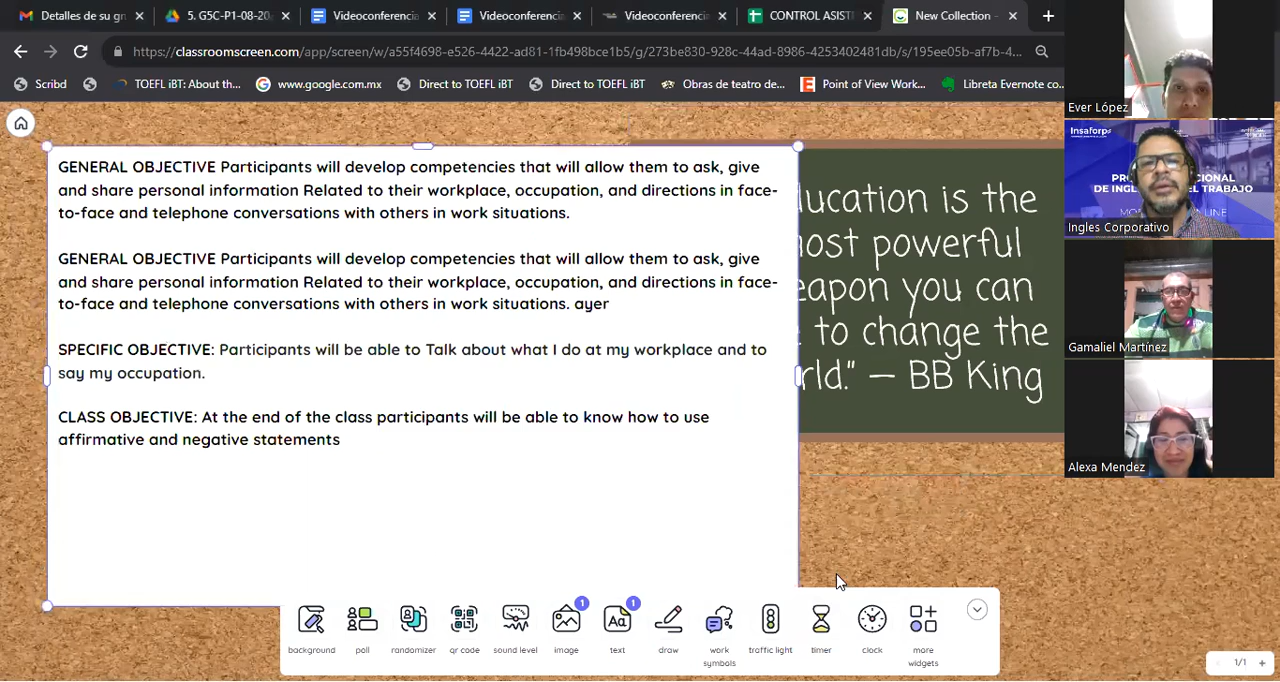 Detalles de su gr
5. G5C-P1-08-20
Videoconferencia
Videoconferencia
Videoconferencia
CONTROL ASIST
New Collection -
https://classroomscreen.com/app/screen/w/a55f4698-e526-4422-ad81-1fb498bce1b5/g/273be830-928c-44ad-8986-4253402481db/s/195ee05b-af7b-4...
Scribd
TOEFL iBT: About th...
www.google.com.mx
Direct to TOEFL iBT
Direct to TOEFL iBT
Obras de teatro de...
Point of View Work...
Libreta Evernote co...
GENERAL OBJECTIVE Participants will develop competencies that will allow them to ask, give
and share personal information Related to their workplace, occupation, and directions in face-
to-face and telephone conversations with others in work situations.
GENERAL OBJECTIVE Participants will develop competencies that will allow them to ask, give
and share personal information Related to their workplace, occupation, and directions in face-
to-face and telephone conversations with others in work situations. ayer
SPECIFIC OBJECTIVE: Participants will be able to Talk about what I do at my workplace and to
say my occupation.
CLASS OBJECTIVE: At the end of the class participants will be able to know how to use
affirmative and negative statements
ducation is the
most powerful
eapon you can
e to change the
rld." – BB King
Ever López
Insaforp
DE INGL EL TRABAJO
Ingles Corporativo
Gamaliel Martínez
Alexa Mendez
background
poll
randomizer
qr code
sound level
1
image
1
text
draw
work
symbols
traffic light
timer
clock
more
widgets
1/1